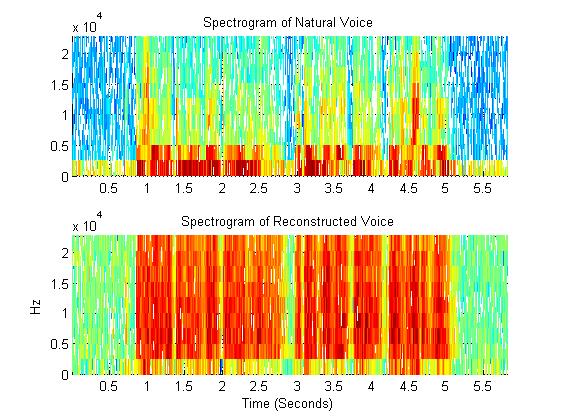 Spectrogram of Natural Voice
x 10^4
2
1.5
1
0.5
0
0.5 1 1.5 2 2.5 3 3.5 4 4.5 5 5.5
Spectrogram of Reconstructed Voice
x 10^4
2
1.5
1
0.5
0
Hz
0.5 1 1.5 2 2.5 3 3.5 4 4.5 5 5.5
Time (Seconds)